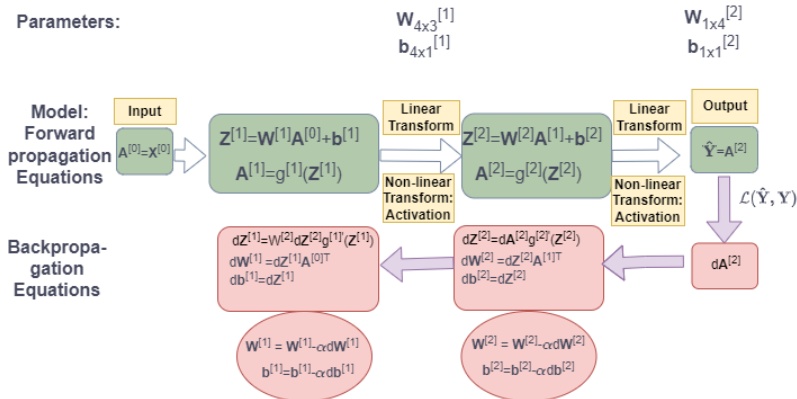 Parameters:
W₄ₓ₃^[1]
b₄ₓ₁^[1]
W₁ₓ₄^[2]
b₁ₓ₁^[2]
Model:
Forward
propagation
Equations
Input
A^[0]=X^[0]
Z^[1]=W^[1]A^[0]+b^[1]
A^[1]=g^[1](Z^[1])
Linear
Transform
Non-linear
Transform:
Activation
Z^[2]=W^[2]A^[1]+b^[2]
A^[2]=g^[2](Z^[2])
Linear
Transform
Non-linear
Transform:
Activation
Output
Ŷ=A^[2]
ℒ(Ŷ, Y)
Backpropa-
gation
Equations
dZ^[1]=W^[2]dZ^[2]g^[1]'(Z^[1])
dW^[1] =dZ^[1]A^[0]T
db^[1]=dZ^[1]
dZ^[2]=dA^[2]g^[2]'(Z^[2])
dW^[2] =dZ^[2]A^[1]T
db^[2]=dZ^[2]
dA^[2]
W^[1] = W^[1]-αdW^[1]
b^[1]=b^[1]-αdb^[1]
W^[2] = W^[2]-αdW^[2]
b^[2]=b^[2]-αdb^[2]